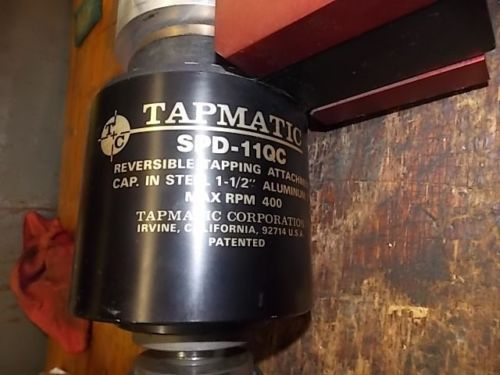 TC
TAPMATIC
SPD-11QC
REVERSIBLE TAPPING
CAP. IN STEEL 1-1/2" ALUMINUM
MAX RPM 400
TAPMATIC CORPORATION
IRVINE, CALIFORNIA, 92714 U.S.A.
PATENTED